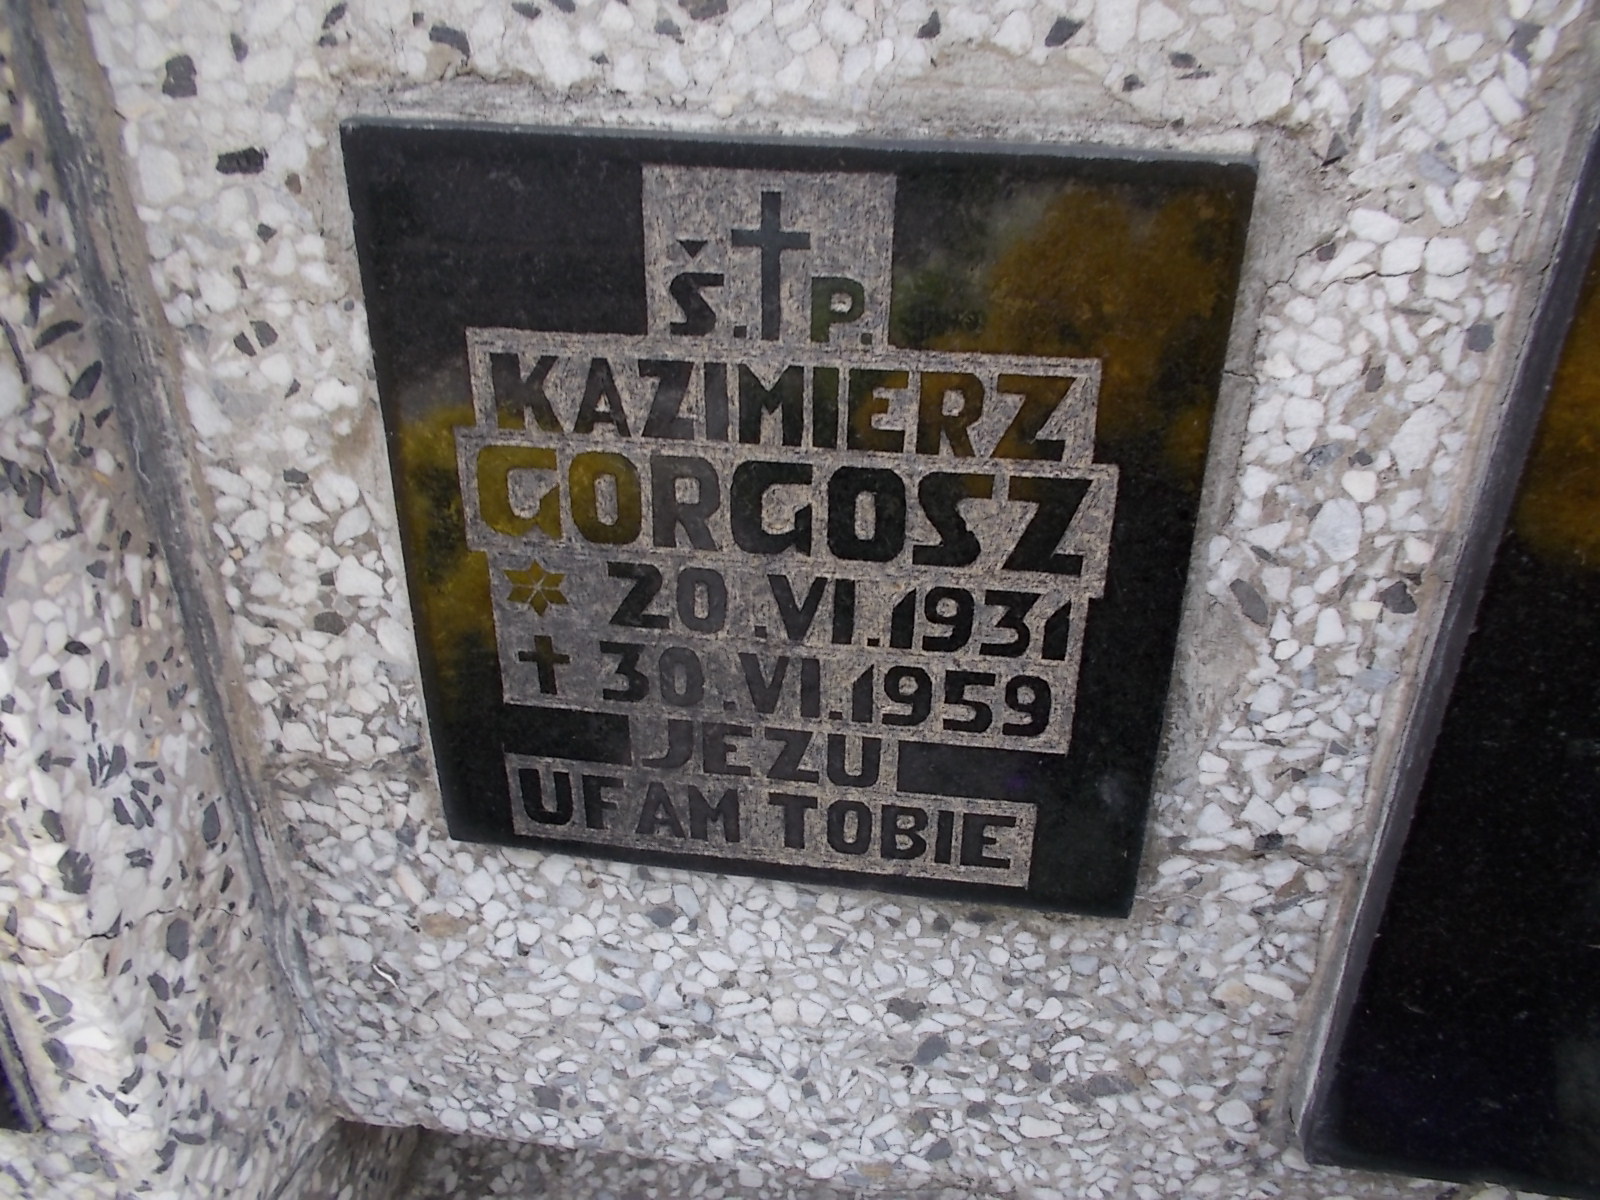 Ś. † P.
KAZIMIERZ
GORGOSZ
* 20.VI.1931
† 30.VI.1959
JEZU
UFAM TOBIE